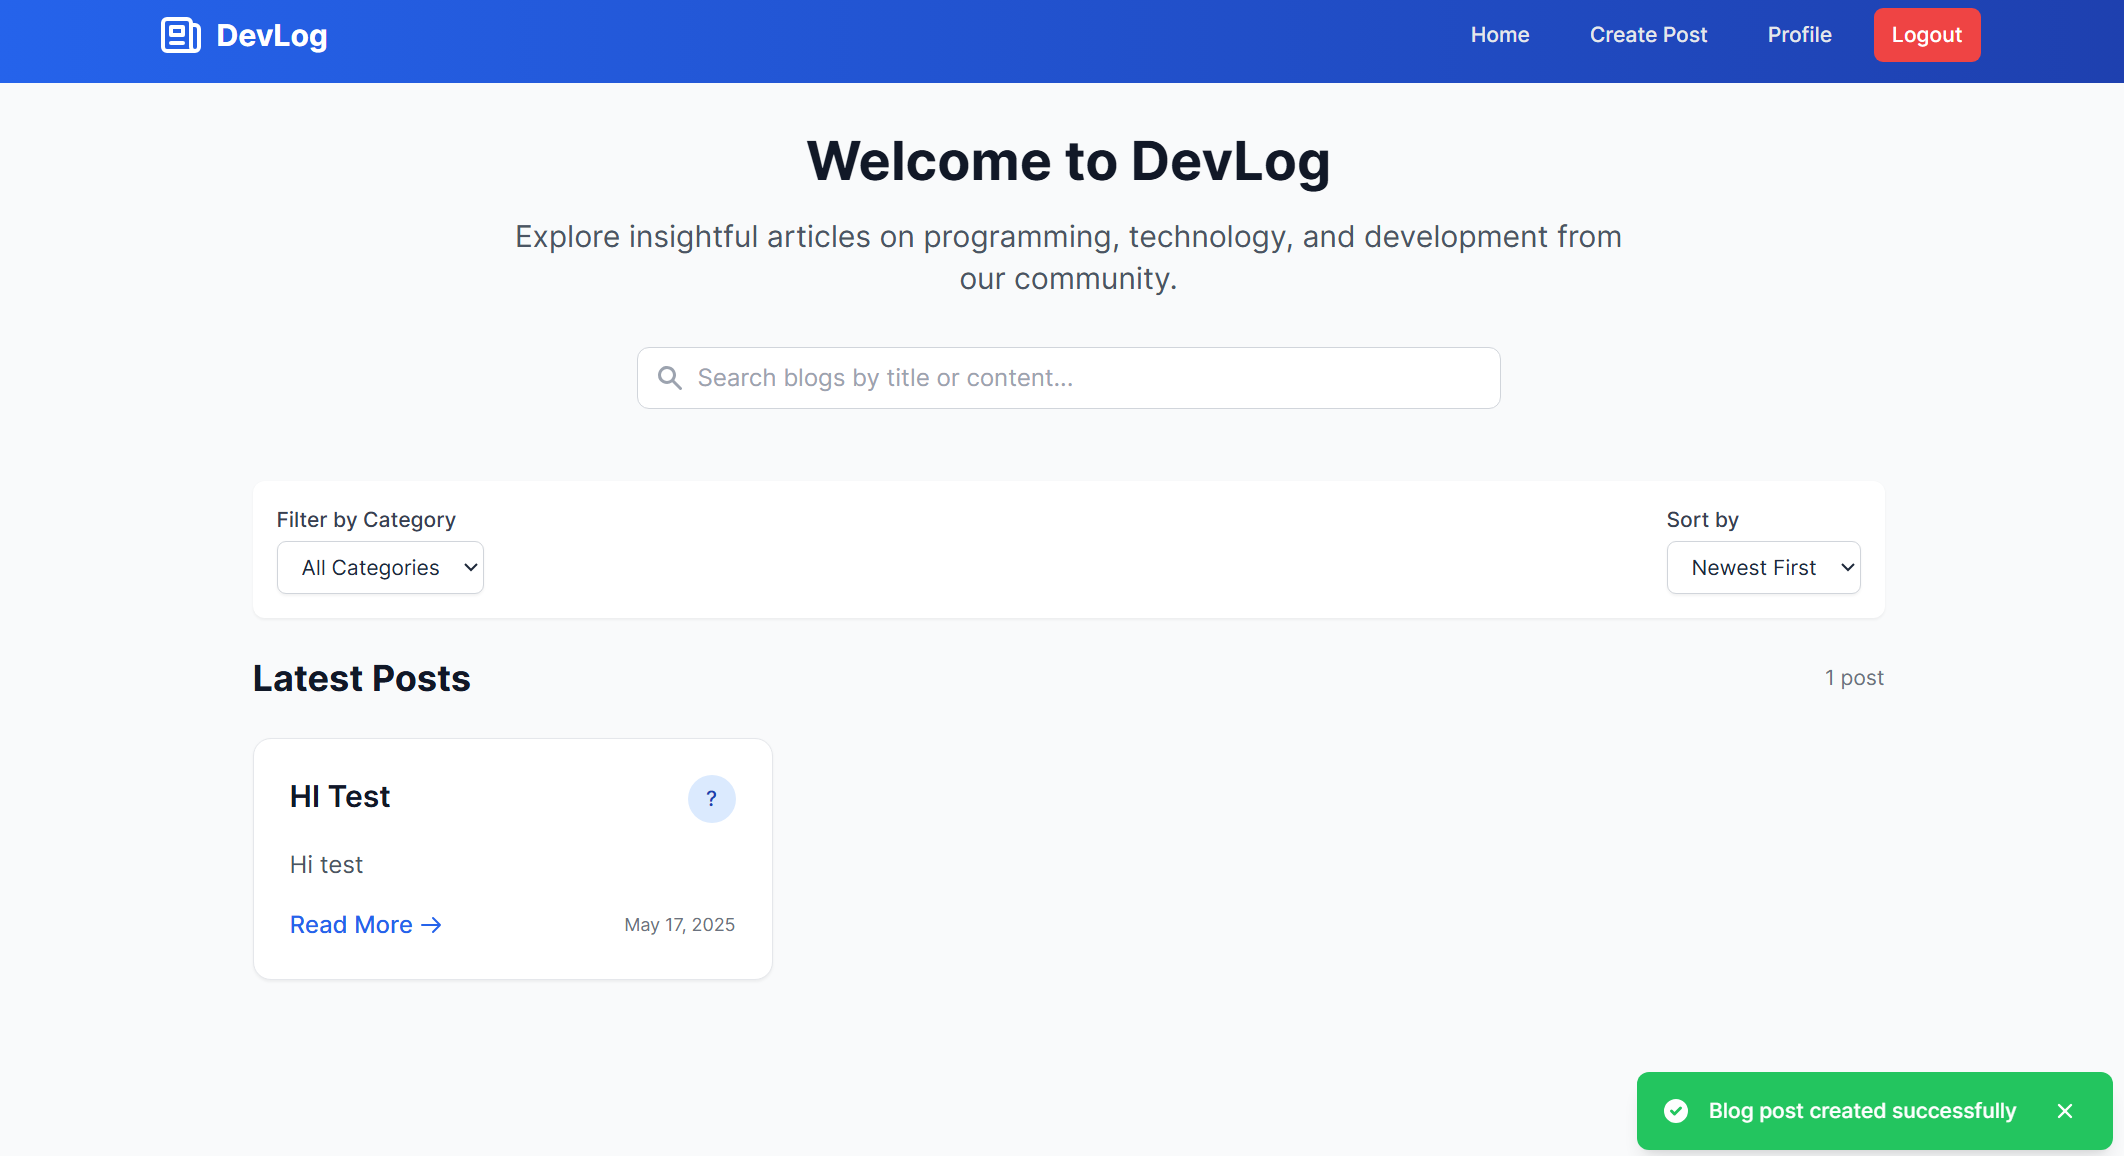 DevLog
Home
Create Post
Profile
Logout
Welcome to DevLog
Explore insightful articles on programming, technology, and development from
our community.
Search blogs by title or content...
Filter by Category
Sort by
All Categories
Newest First
Latest Posts
1 post
HI Test
?
Hi test
Read More →
May 17, 2025
Blog post created successfully